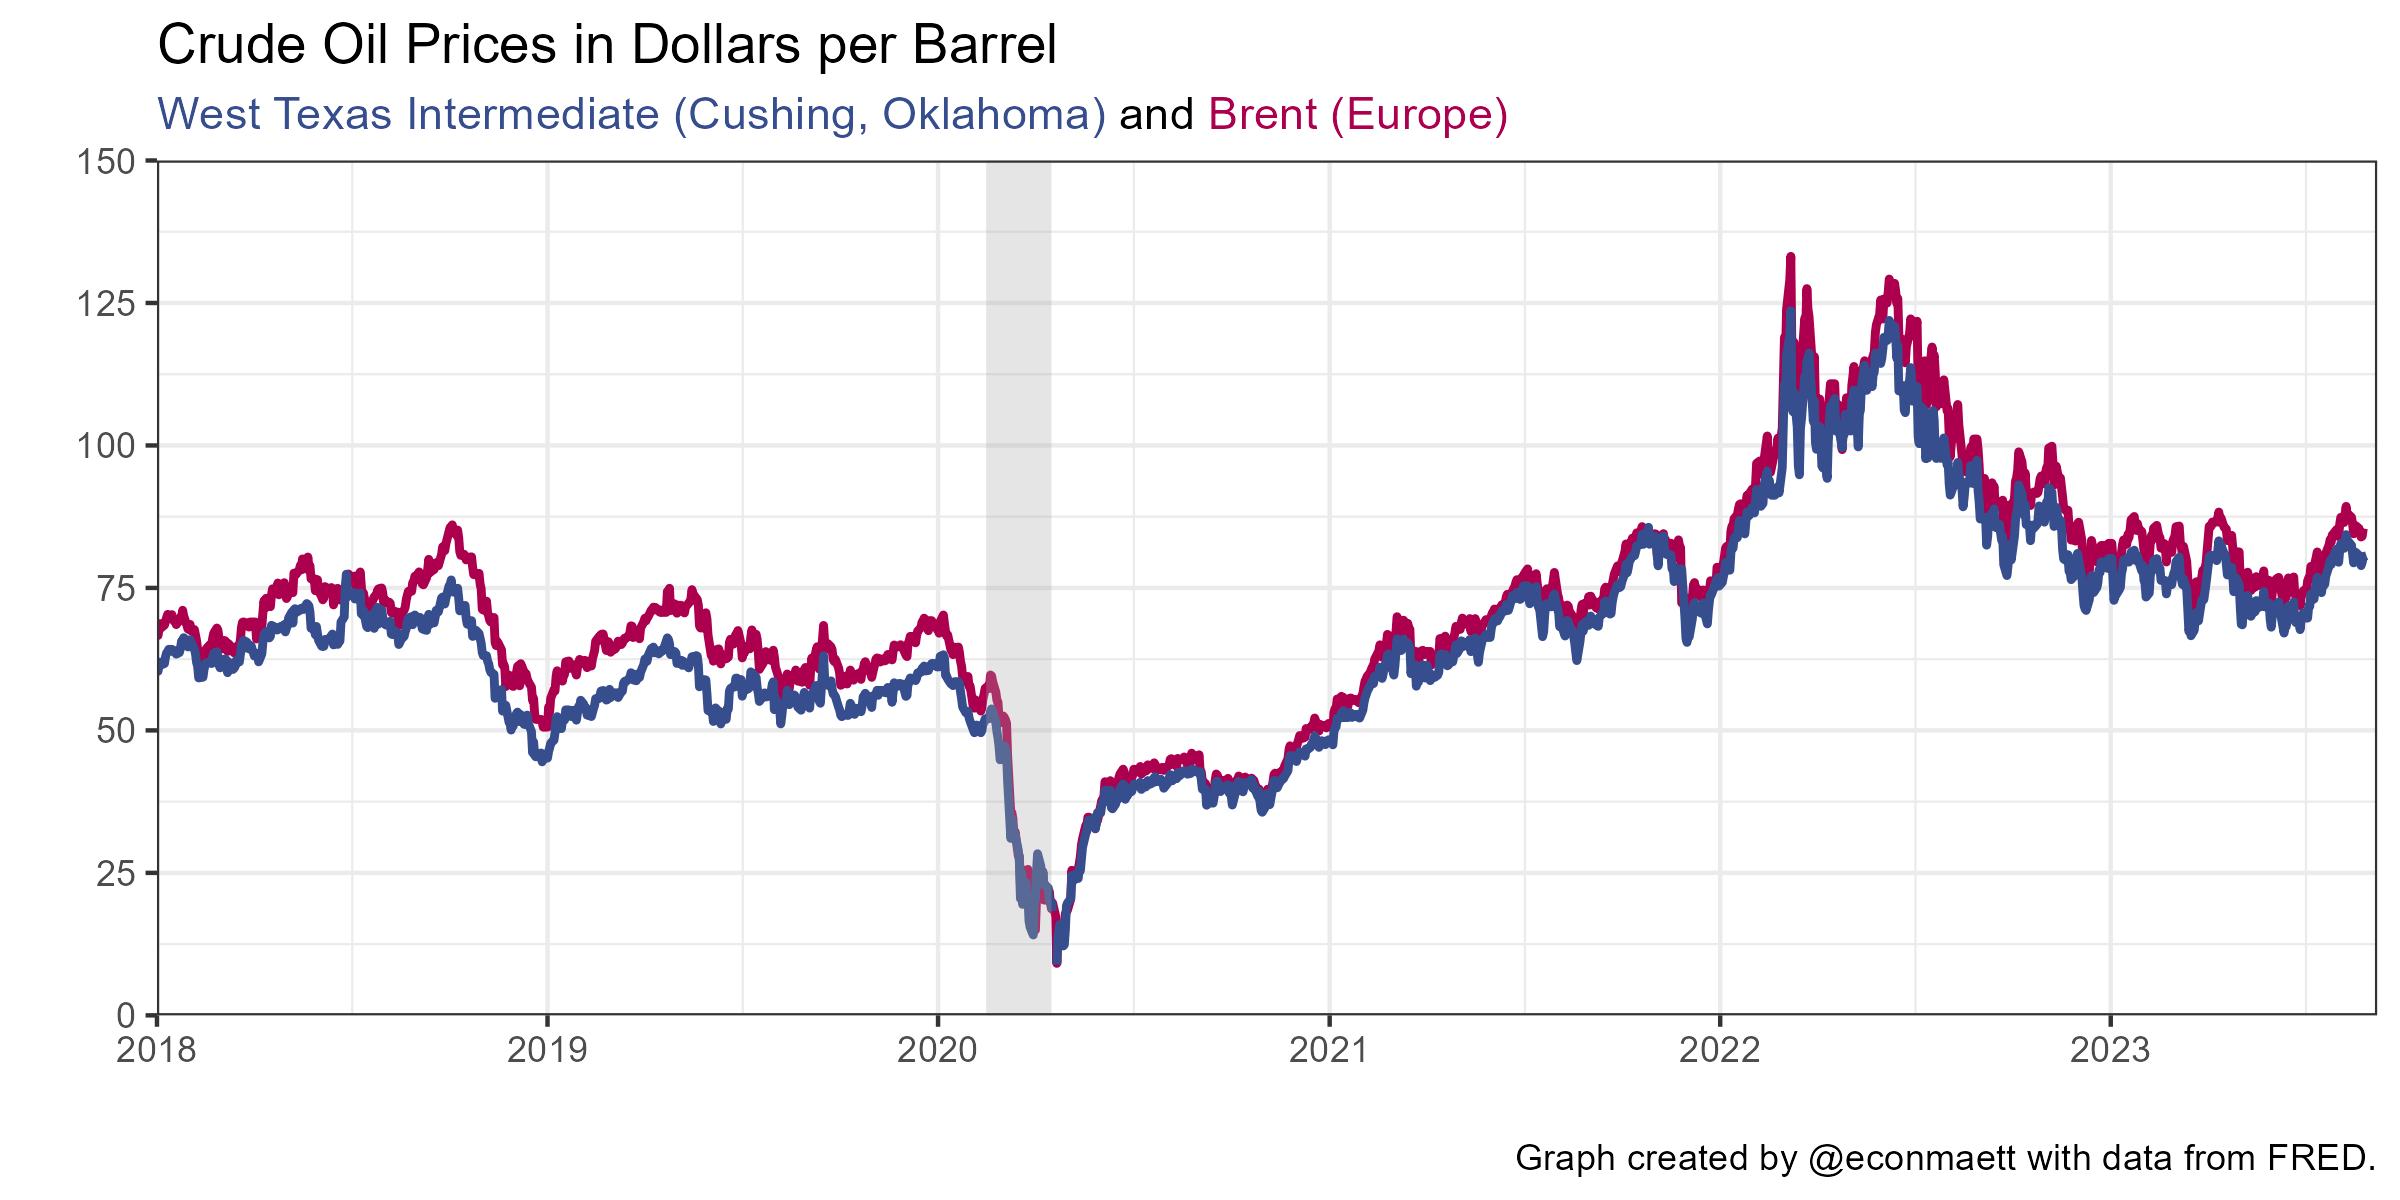 Crude Oil Prices in Dollars per Barrel
West Texas Intermediate (Cushing, Oklahoma) and Brent (Europe)
150
125
100
75
50
25
0
2018 2019 2020 2021 2022 2023
Graph created by @econmaett with data from FRED.